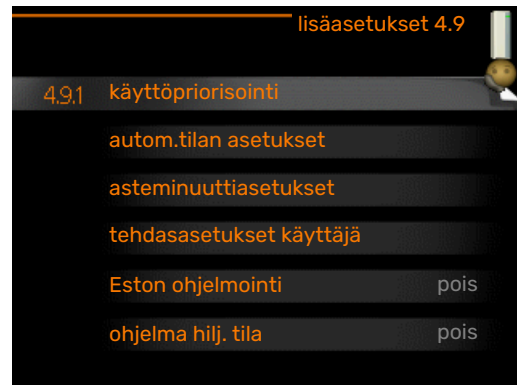 lisäasetukset 4.9
4.9.1 käyttöpriorisointi
autom.tilan asetukset
asteminuuttiasetukset
tehdasasetukset käyttäjä
Eston ohjelmointi pois
ohjelma hilj. tila pois